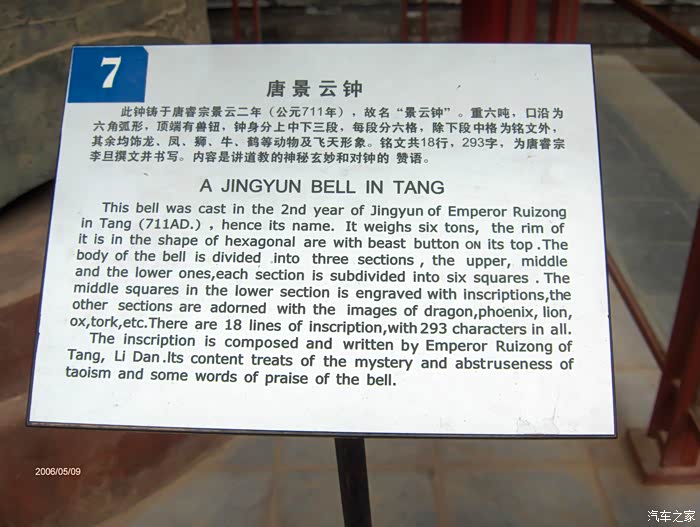 7
唐景云钟
此钟铸于唐睿宗景云二年（公元711年），故名“景云钟”。重六吨，口沿为
六角弧形，顶端有兽钮，钟身分上中下三段，每段分六格，除下段中格为铭文外，
其余均饰龙、凤、狮、牛、鹤等动物及飞天形象。铭文共18行，293字，为唐睿宗
李旦撰文并书写。内容是讲道教的神秘玄妙和对钟的 赞语。
A JINGYUN BELL IN TANG
This bell was cast in the 2nd year of Jingyun of Emperor Ruizong
in Tang (711AD.) , hence its name. It weighs six tons, the rim of
it is in the shape of hexagonal are with beast button on its top .The
body of the bell is divided into three sections , the upper, middle
and the lower ones,each section is subdivided into six squares . The
middle squares in the lower section is engraved with inscriptions,the
other sections are adorned with the images of dragon,phoenix, lion,
ox,tork,etc.There are 18 lines of inscription,with 293 characters in all.
The inscription is composed and written by Emperor Ruizong of
Tang, Li Dan.Its content treats of the mystery and abstruseness of
taoism and some words of praise of the bell.
2006/05/09
汽车之家